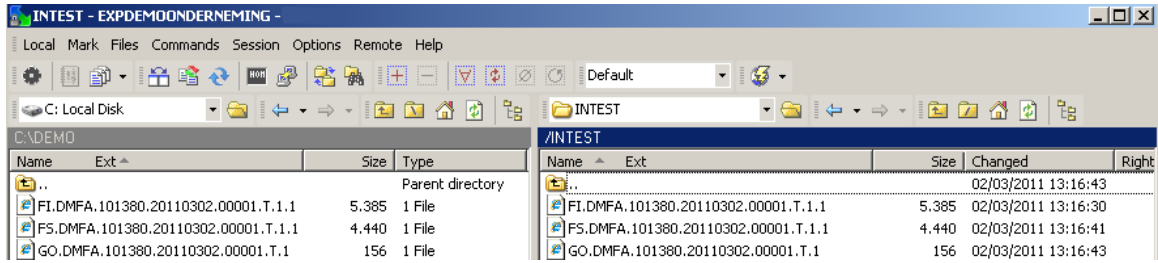 INTEST - EXPDEMOONDERNEMING -
Local Mark Files Commands Session Options Remote Help
Default
C: Local Disk INTEST
C:\DEMO /INTEST
Name Ext Size Type Name Ext Size Changed Right
.. Parent directory .. 02/03/2011 13:16:43
FI.DMFA.101380.20110302.00001.T.1.1 5.385 1 File FI.DMFA.101380.20110302.00001.T.1.1 5.385 02/03/2011 13:16:30
FS.DMFA.101380.20110302.00001.T.1.1 4.440 1 File FS.DMFA.101380.20110302.00001.T.1.1 4.440 02/03/2011 13:16:41
GO.DMFA.101380.20110302.00001.T.1 156 1 File GO.DMFA.101380.20110302.00001.T.1 156 02/03/2011 13:16:43